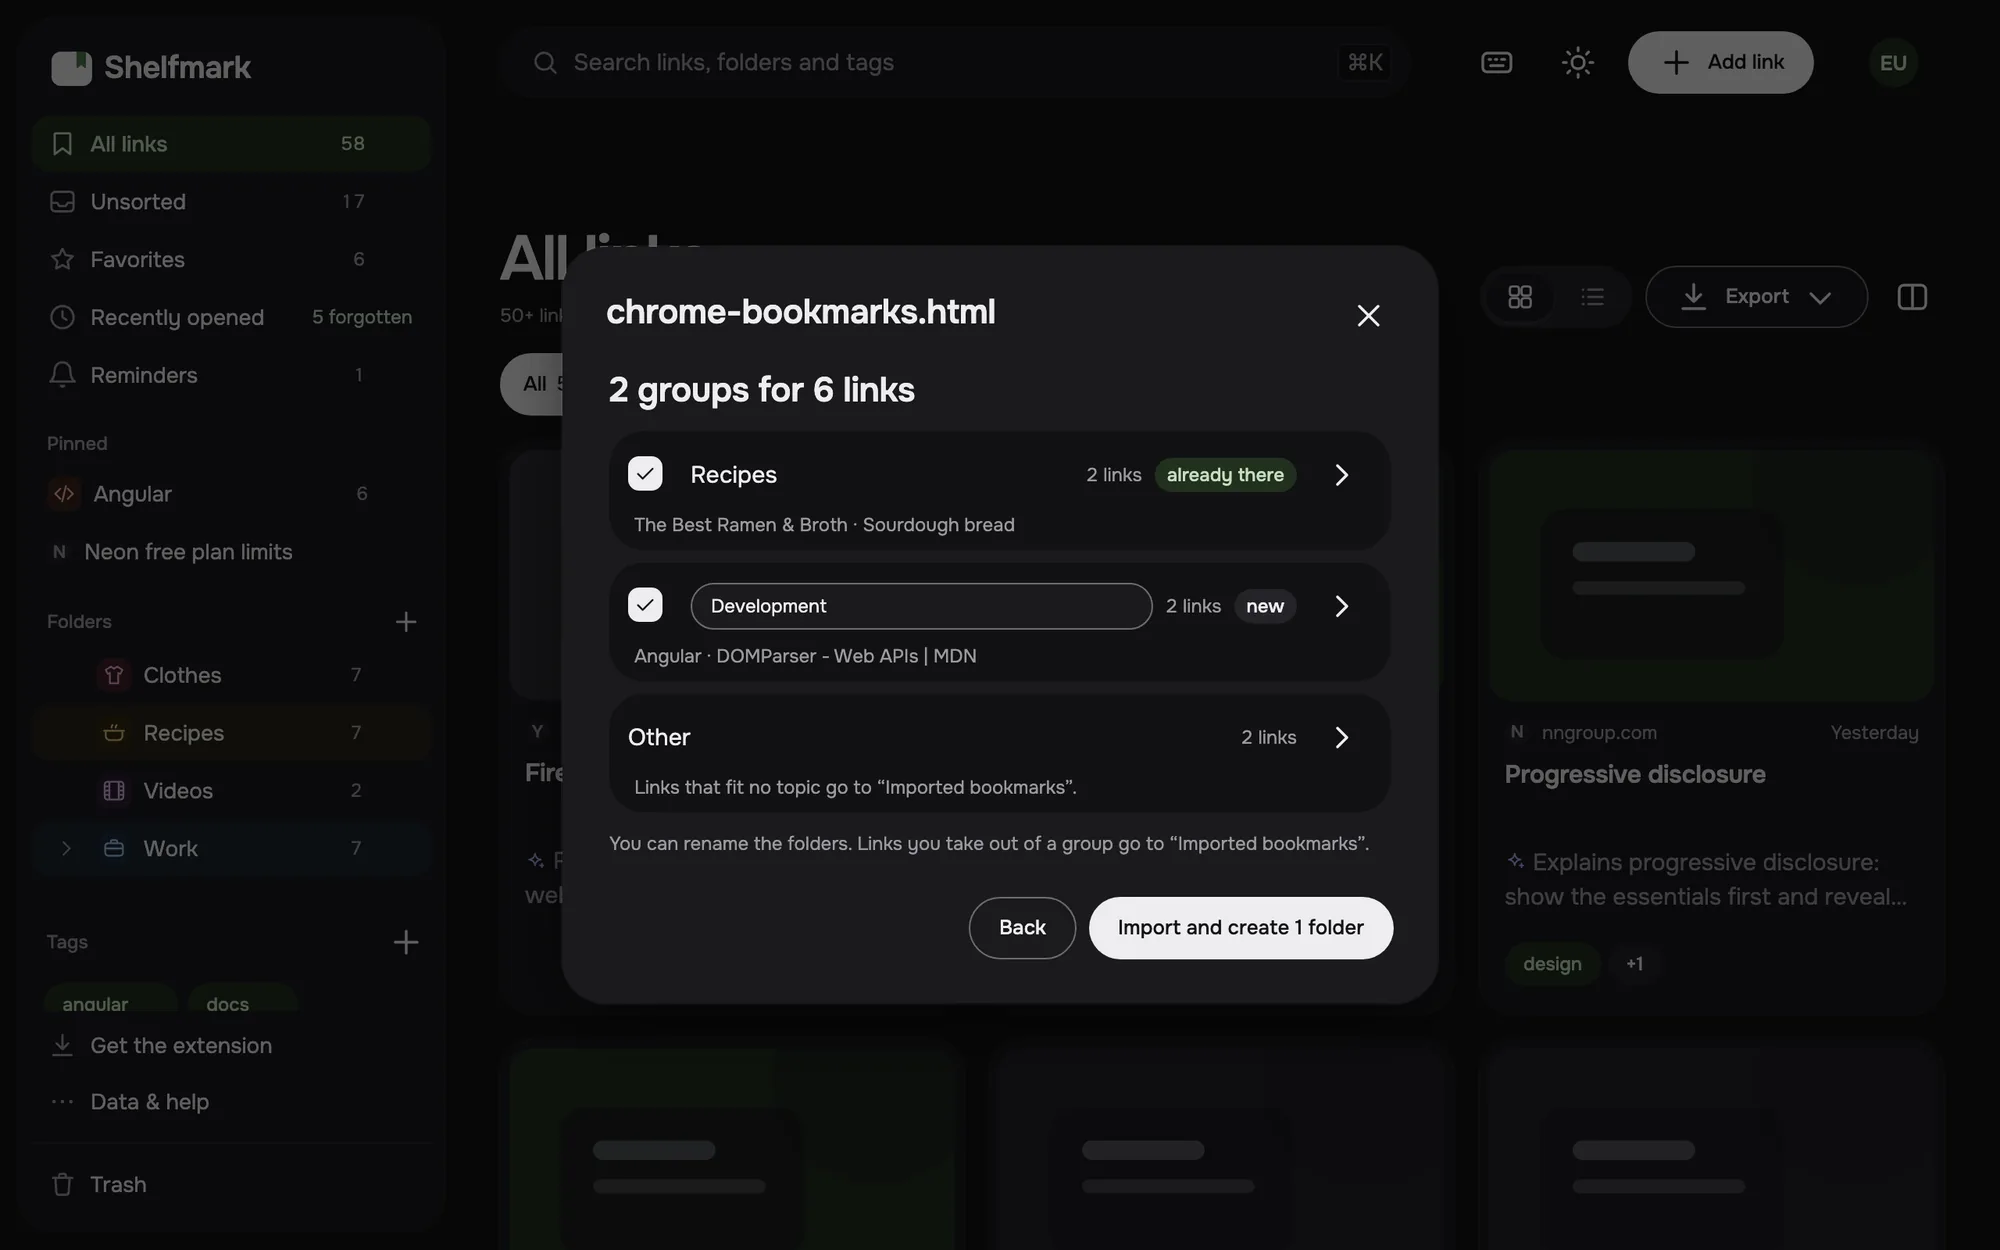 Shelfmark
Search links, folders and tags
⌘K
Add link
EU
All links 58
Unsorted 17
Favorites 6
Recently opened 5 forgotten
Reminders 1
Pinned
Angular 6
N Neon free plan limits
Folders
Clothes 7
Recipes 7
Videos 2
Work 7
Tags
angular docs
Get the extension
Data & help
Trash
All
50+
All
Export
chrome-bookmarks.html
2 groups for 6 links
Recipes 2 links already there
The Best Ramen & Broth · Sourdough bread
Development 2 links new
Angular · DOMParser - Web APIs | MDN
Other 2 links
Links that fit no topic go to “Imported bookmarks”.
You can rename the folders. Links you take out of a group go to “Imported bookmarks”.
Back
Import and create 1 folder
Y
N nngroup.com Yesterday
Progressive disclosure
Explains progressive disclosure:
show the essentials first and reveal...
design +1